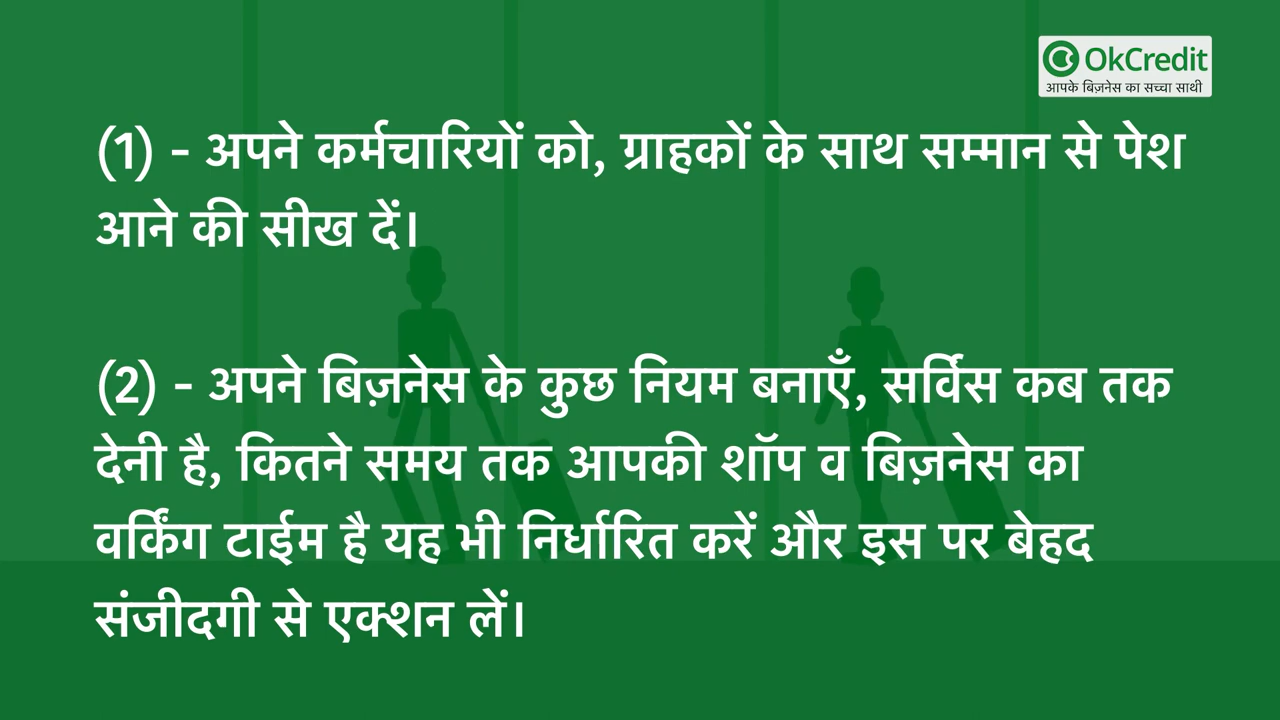 OkCredit
आपके बिज़नेस का सच्चा साथी
(1) - अपने कर्मचारियों को, ग्राहकों के साथ सम्मान से पेश
आने की सीख दें।
(2) - अपने बिज़नेस के कुछ नियम बनाएँ, सर्विस कब तक
देनी है, कितने समय तक आपकी शॉप व बिज़नेस का
वर्किंग टाईम है यह भी निर्धारित करें और इस पर बेहद
संजीदगी से एक्शन लें।